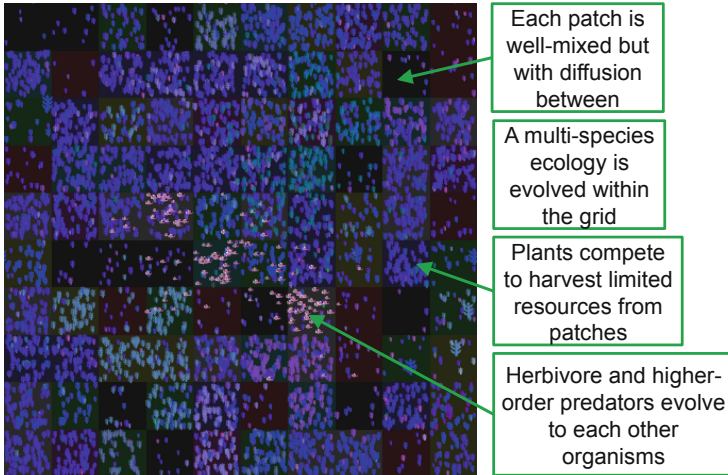 Each patch is
well-mixed but
with diffusion
between
A multi-species
ecology is
evolved within
the grid
Plants compete
to harvest limited
resources from
patches
Herbivore and higher-
order predators evolve
to each other
organisms